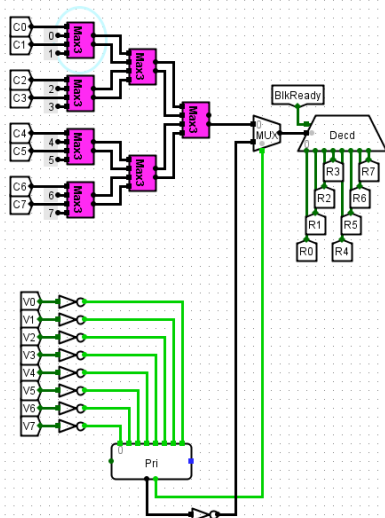 C0
0
C1
1
Max3
C2
2
C3
3
Max3
Max3
C4
4
C5
5
Max3
C6
6
C7
7
Max3
Max3
Max3
0
MUX
BlkReady
Decd
R3
R7
R2
R6
R1
R5
R0
R4
V0
V1
V2
V3
V4
V5
V6
V7
0
Pri